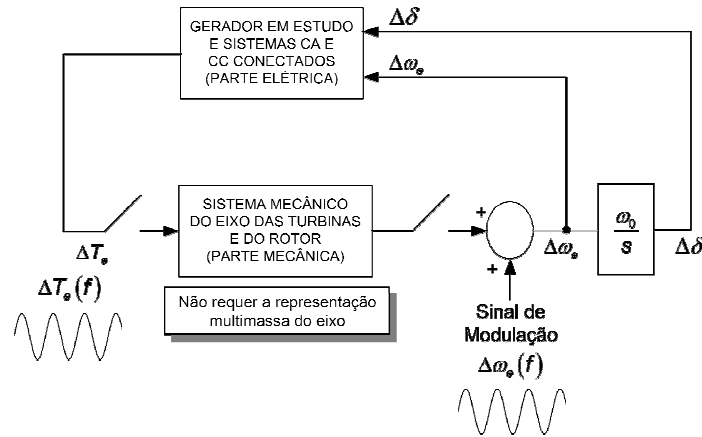 GERADOR EM ESTUDO
E SISTEMAS CA E
CC CONECTADOS
(PARTE ELÉTRICA)
Δδ
Δωₑ
SISTEMA MECÂNICO
DO EIXO DAS TURBINAS
E DO ROTOR
(PARTE MECÂNICA)
+
+
ω₀
s
ΔTₑ
Δωₑ
Δδ
ΔTₑ(f)
Não requer a representação
multimassa do eixo
Sinal de
Modulação
Δωₑ(f)